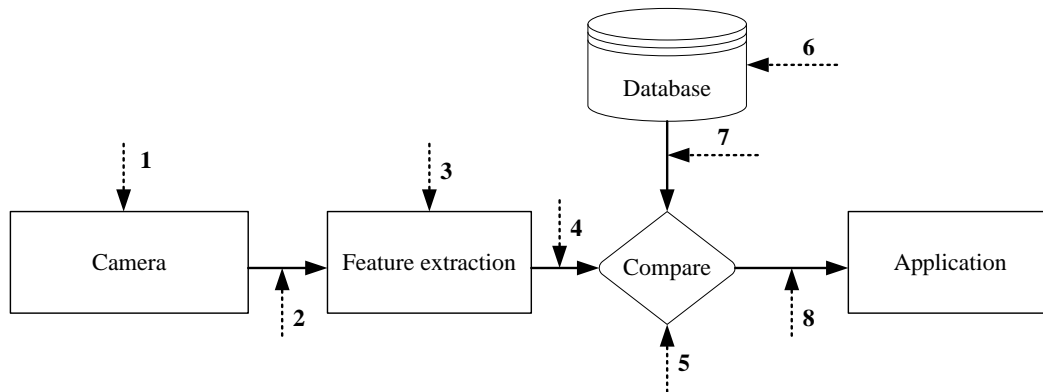 6
Database
7
1
3
4
Camera
Feature extraction
Compare
Application
2
8
5